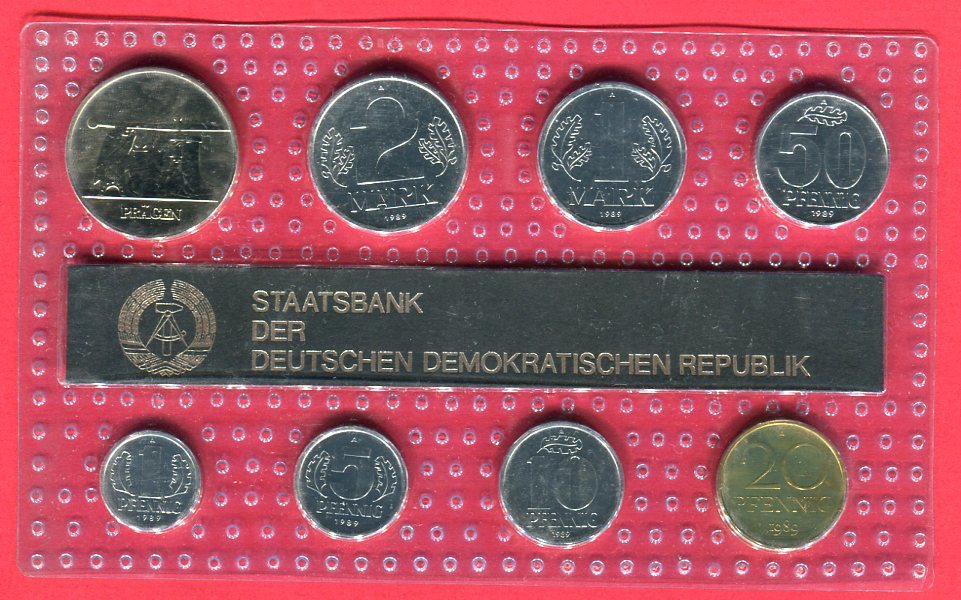 PRÄGEN
A
2
MARK
1989
A
1
MARK
1989
A
50
PFENNIG
1989
STAATSBANK
DER
DEUTSCHEN DEMOKRATISCHEN REPUBLIK
A
1
PFENNIG
1989
A
5
PFENNIG
1989
A
10
PFENNIG
1989
A
20
PFENNIG
1989